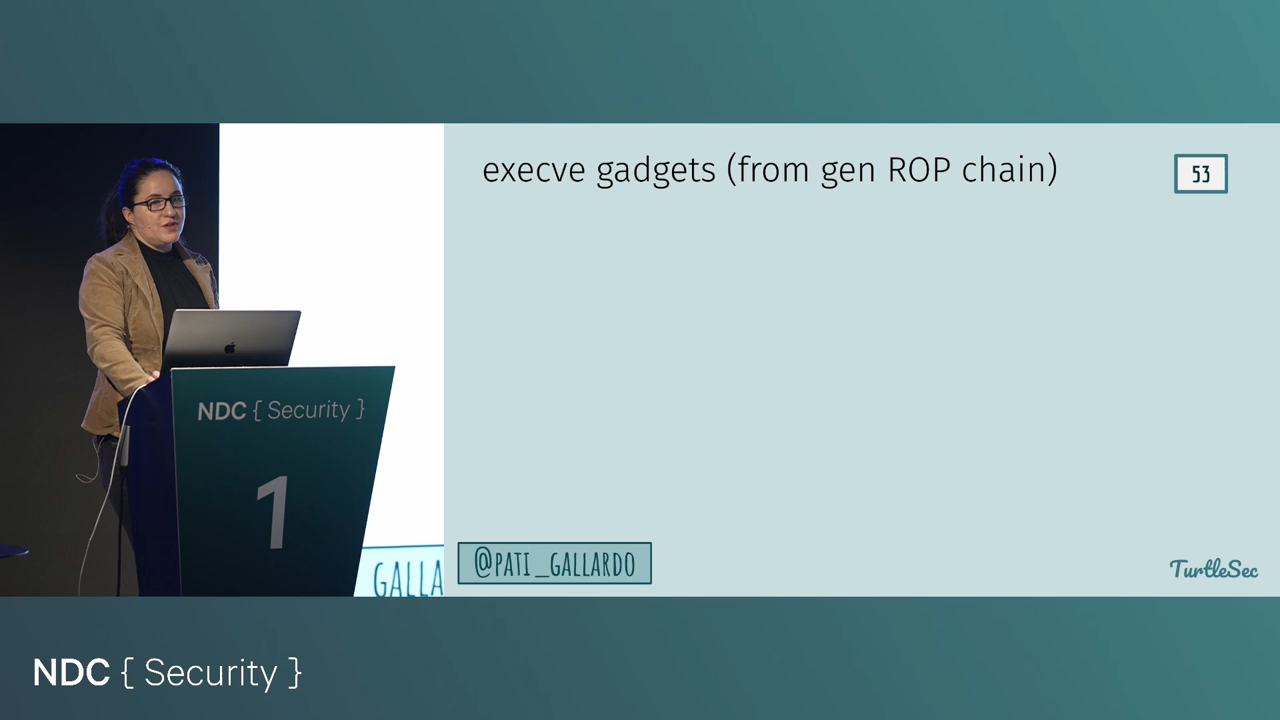 execve gadgets (from gen ROP chain)
53
NDC { Security }
1
GALLA
@PATI_GALLARDO
TurtleSec
NDC { Security }